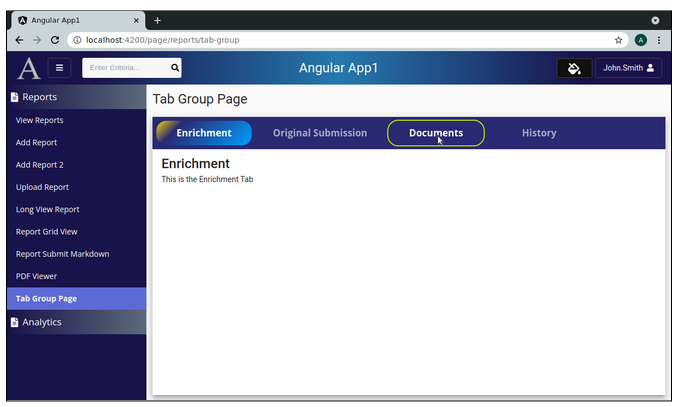 Angular App1
localhost:4200/page/reports/tab-group
A
A
Enter Criteria...
Angular App1
John.Smith
Reports
View Reports
Add Report
Add Report 2
Upload Report
Long View Report
Report Grid View
Report Submit Markdown
PDF Viewer
Tab Group Page
Analytics
Tab Group Page
Enrichment Original Submission Documents History
Enrichment
This is the Enrichment Tab